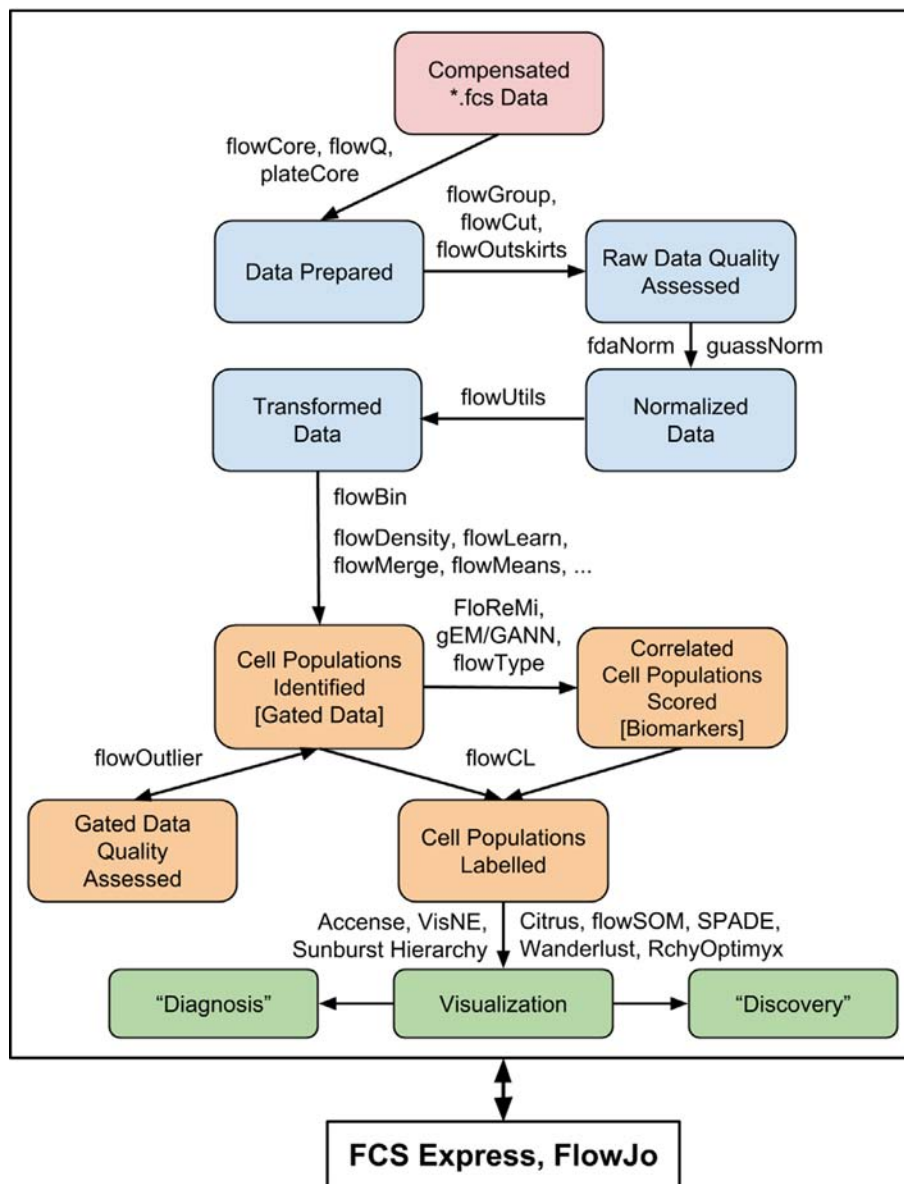 Compensated
*.fcs Data
flowCore, flowQ,
plateCore
flowGroup,
flowCut,
flowOutskirts
Data Prepared
Raw Data Quality
Assessed
fdaNorm
guassNorm
Transformed
Data
flowUtils
Normalized
Data
flowBin
flowDensity, flowLearn,
flowMerge, flowMeans, ...
FloReMi,
gEM/GANN,
flowType
Cell Populations
Identified
[Gated Data]
Correlated
Cell Populations
Scored
[Biomarkers]
flowOutlier
flowCL
Gated Data
Quality
Assessed
Cell Populations
Labelled
Accense, VisNE,
Sunburst Hierarchy
Citrus, flowSOM, SPADE,
Wanderlust, RchyOptimyx
“Diagnosis”
Visualization
“Discovery”
FCS Express, FlowJo